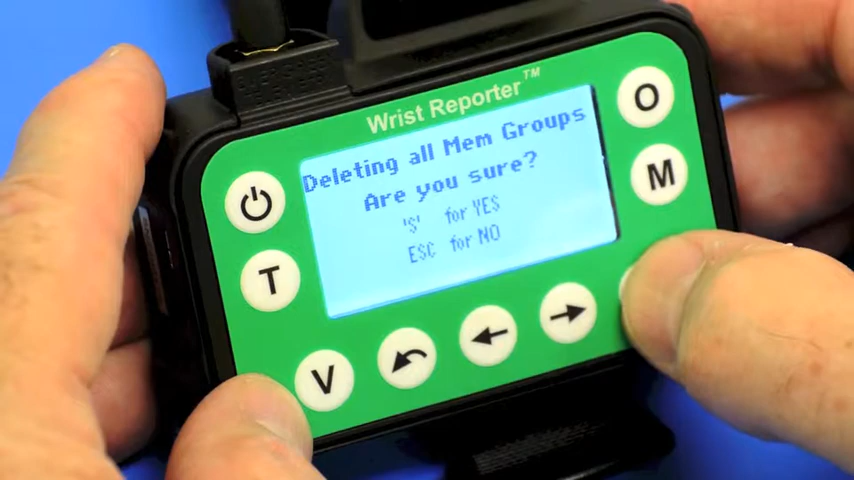 Wrist Reporter™
Deleting all Mem Groups
Are you sure?
'S' for YES
ESC for NO
O
M
T
V